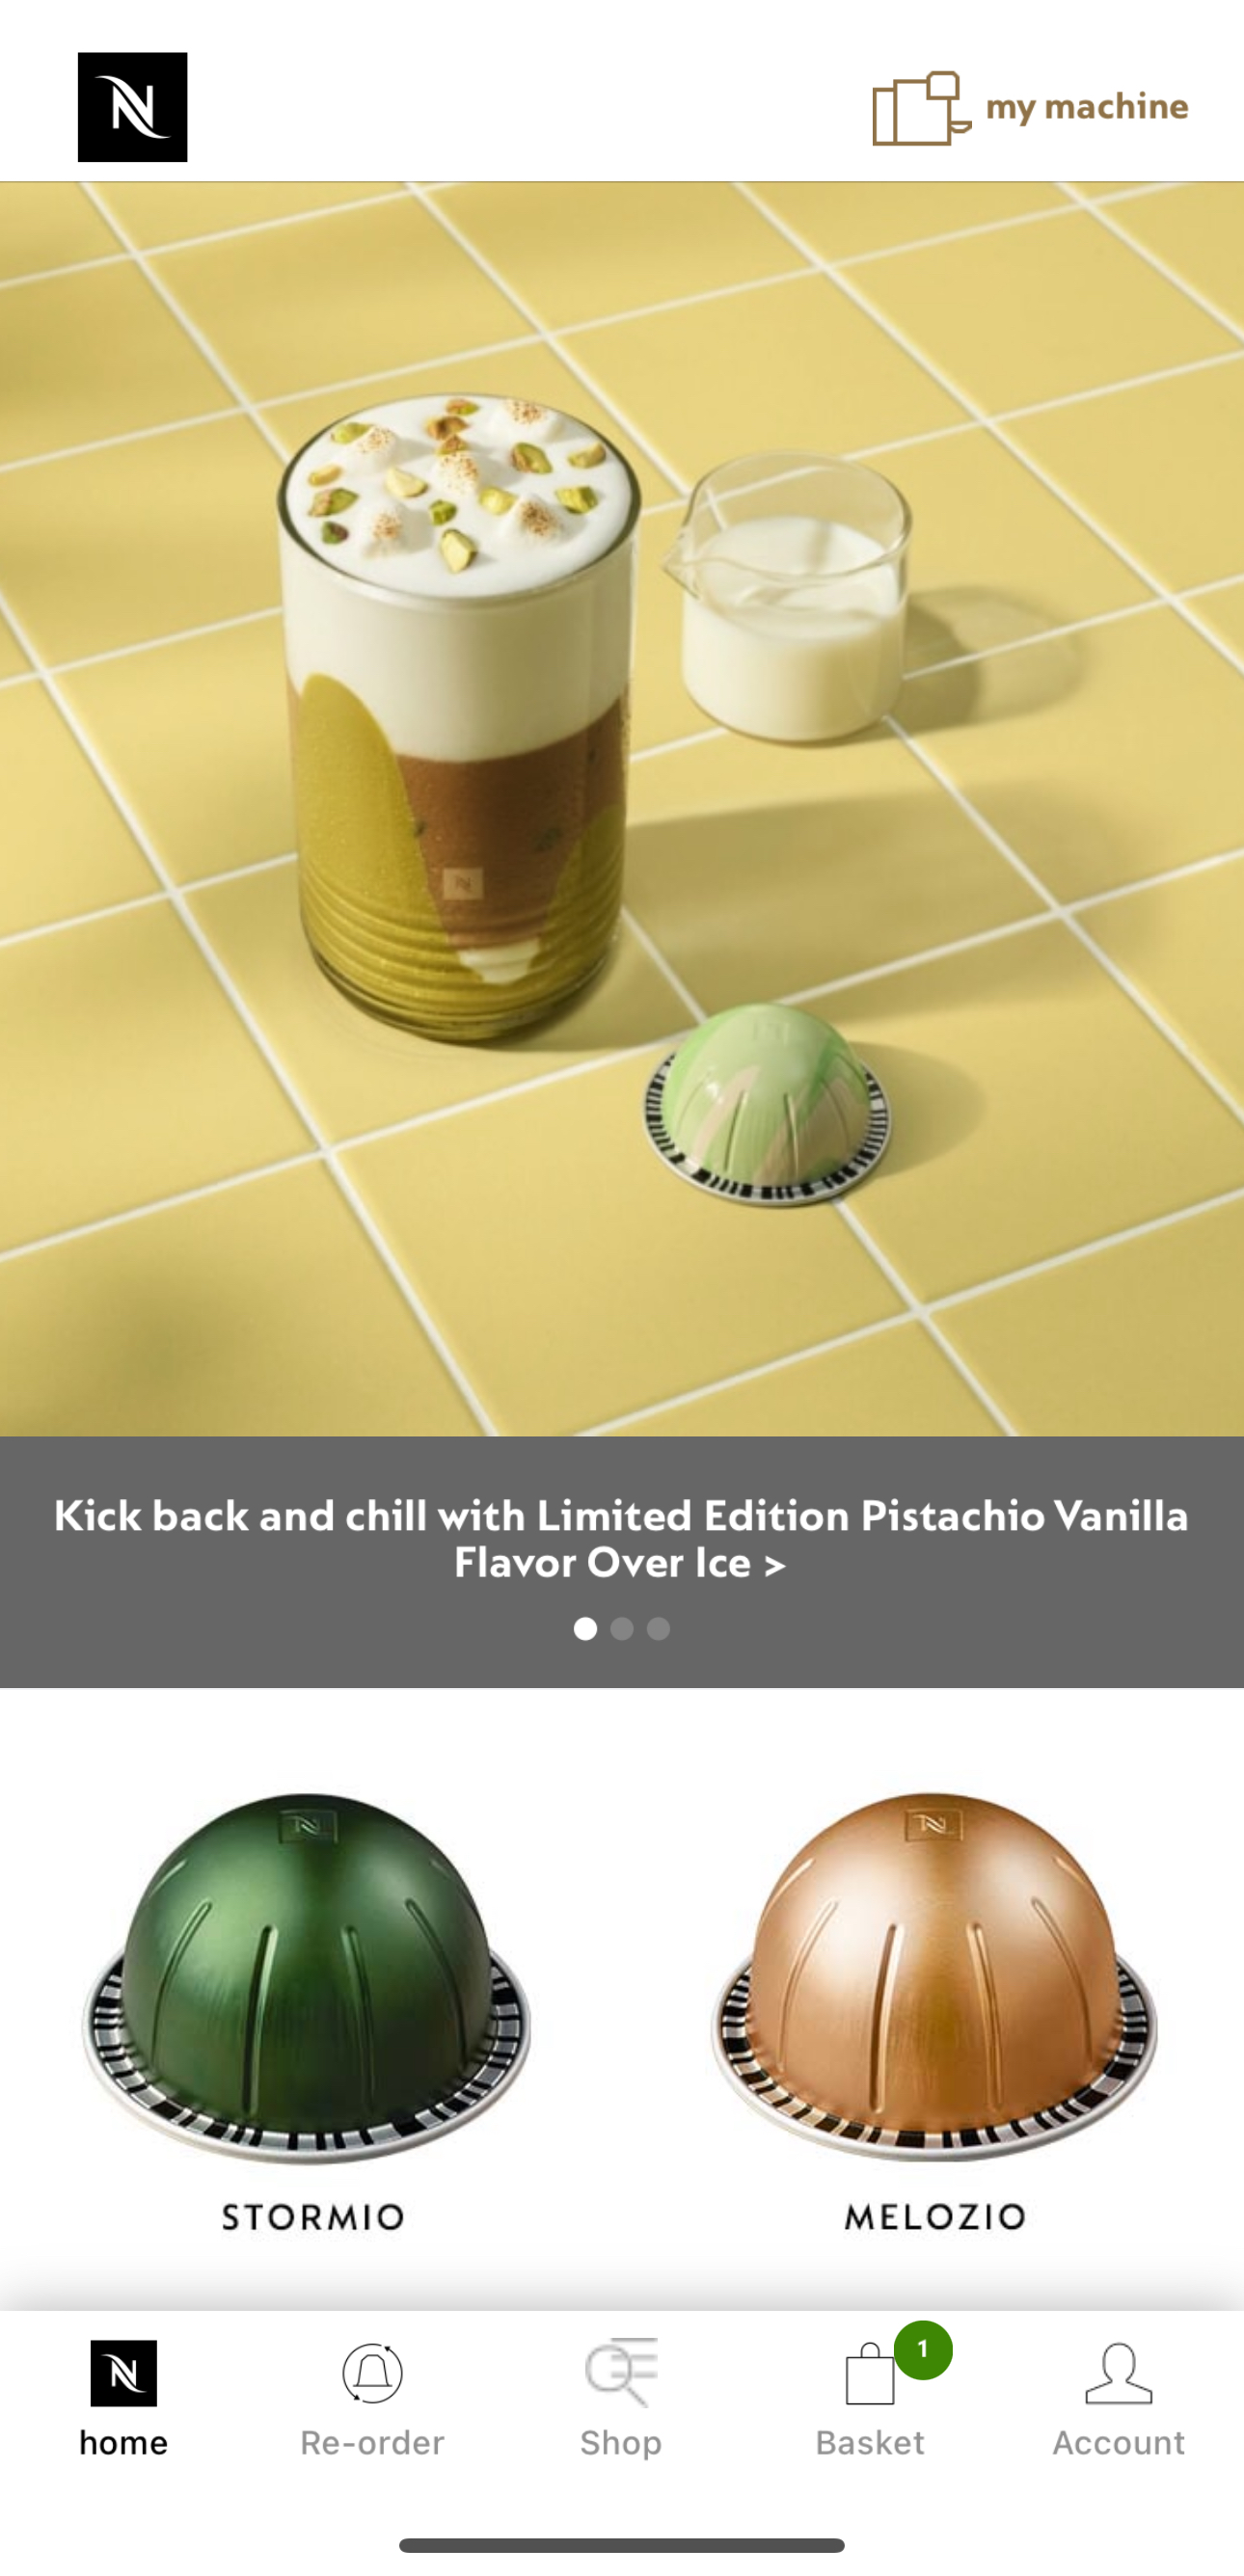 N
my machine
N
Kick back and chill with Limited Edition Pistachio Vanilla
Flavor Over Ice >
N
N
STORMIO
MELOZIO
N
1
home
Re-order
Shop
Basket
Account